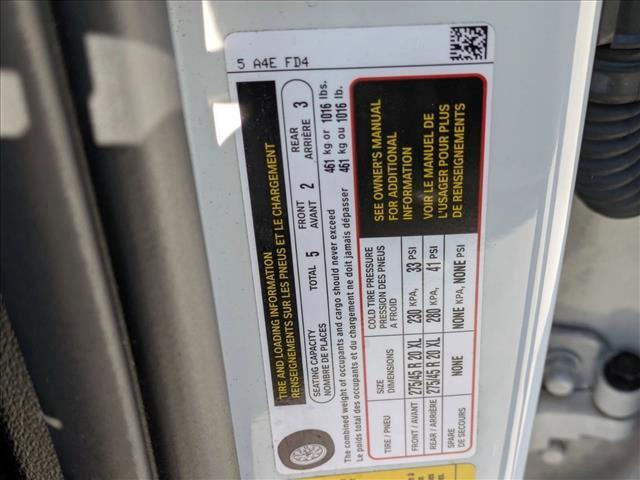 5 A4E FD4
TIRE AND LOADING INFORMATION
RENSEIGNEMENTS SUR LES PNEUS ET LE CHARGEMENT
SEATING CAPACITY
NOMBRE DE PLACES
TOTAL 5
FRONT
AVANT 2
REAR
ARRIÈRE 3
The combined weight of occupants and cargo should never exceed 461 kg or 1016 lbs.
Le poids total des occupants et du chargement ne doit jamais dépasser 461 kg ou 1016 lb.
TIRE / PNEU
SIZE
DIMENSIONS
COLD TIRE PRESSURE
PRESSION DES PNEUS
A FROID
FRONT / AVANT 275/45 R 20 XL 230 KPA, 33 PSI
REAR / ARRIÈRE 275/45 R 20 XL 280 KPA, 41 PSI
SPARE
DE SECOURS
NONE
NONE KPA, NONE PSI
SEE OWNER'S MANUAL
FOR ADDITIONAL
INFORMATION
VOIR LE MANUEL DE
L'USAGER POUR PLUS
DE RENSEIGNEMENTS